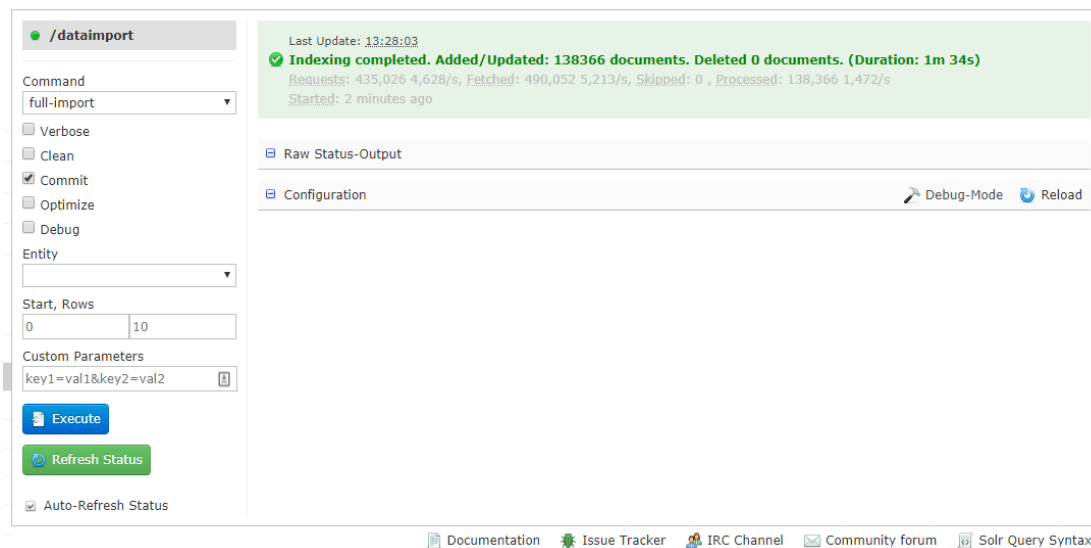 /dataimport
Command
full-import
Verbose
Clean
Commit
Optimize
Debug
Entity
Start, Rows
0 10
Custom Parameters
key1=val1&key2=val2
Execute
Refresh Status
Auto-Refresh Status
Last Update: 13:28:03
Indexing completed. Added/Updated: 138366 documents. Deleted 0 documents. (Duration: 1m 34s)
Requests: 435,026 4,628/s, Fetched: 490,052 5,213/s, Skipped: 0 , Processed: 138,366 1,472/s
Started: 2 minutes ago
Raw Status-Output
Configuration Debug-Mode Reload
Documentation Issue Tracker IRC Channel Community forum Solr Query Syntax